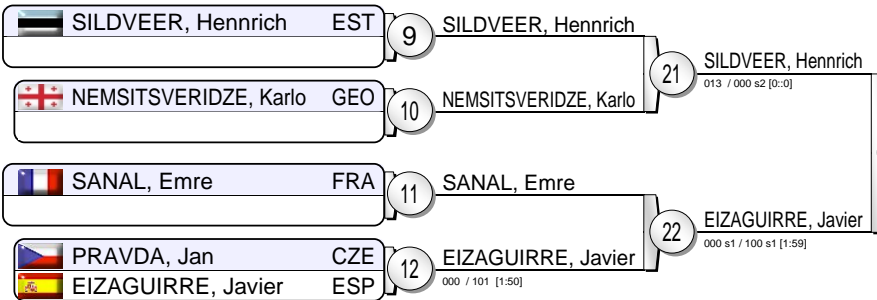 SILDVEER, Hennrich EST
9
SILDVEER, Hennrich
NEMSITSVERIDZE, Karlo GEO
10
NEMSITSVERIDZE, Karlo
21
SILDVEER, Hennrich
013 / 000 s2 [0::0]
SANAL, Emre FRA
11
SANAL, Emre
PRAVDA, Jan CZE
EIZAGUIRRE, Javier ESP
12
EIZAGUIRRE, Javier
000 / 101 [1:50]
22
EIZAGUIRRE, Javier
000 s1 / 100 s1 [1:59]